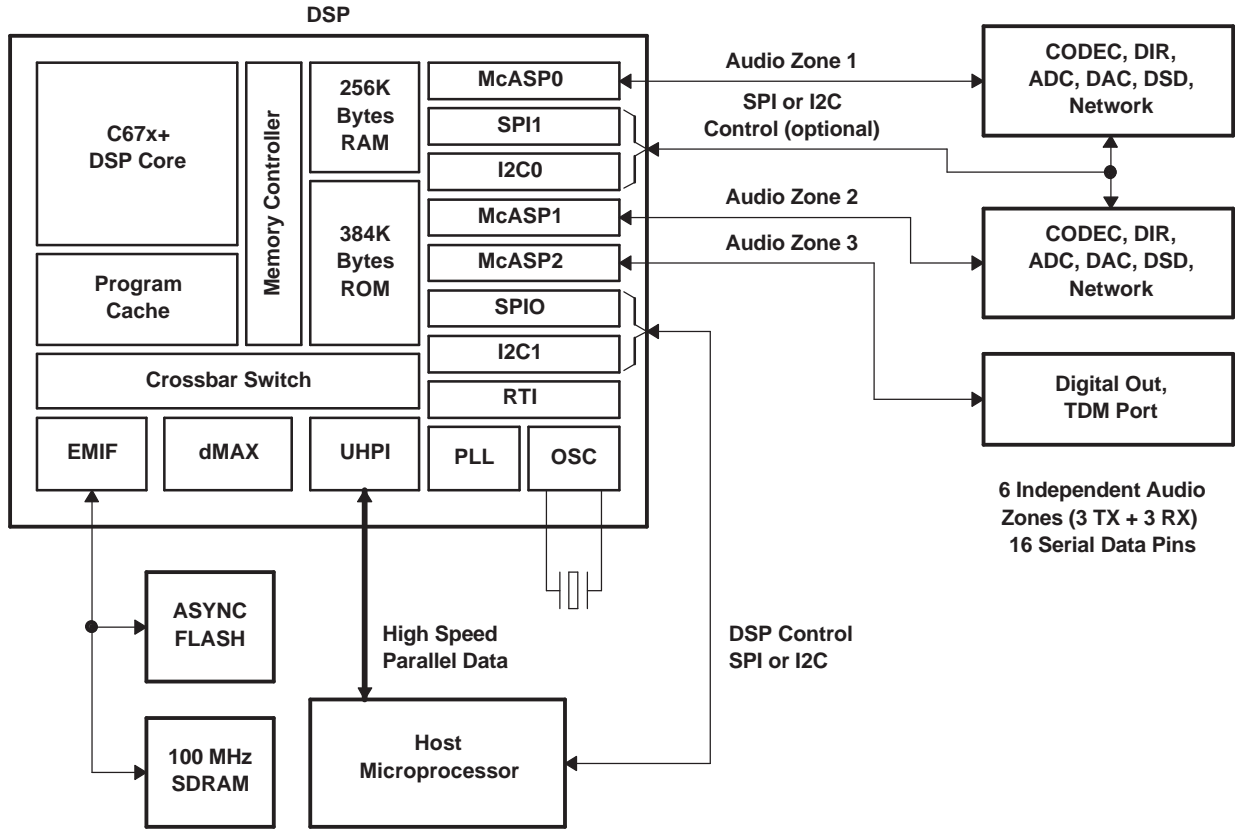 DSP
C67x+
DSP Core
Program
Cache
Memory Controller
256K
Bytes
RAM
384K
Bytes
ROM
McASP0
SPI1
I2C0
McASP1
McASP2
SPIO
I2C1
RTI
Crossbar Switch
EMIF
dMAX
UHPI
PLL
OSC
Audio Zone 1
SPI or I2C
Control (optional)
Audio Zone 2
Audio Zone 3
CODEC, DIR,
ADC, DAC, DSD,
Network
CODEC, DIR,
ADC, DAC, DSD,
Network
Digital Out,
TDM Port
6 Independent Audio
Zones (3 TX + 3 RX)
16 Serial Data Pins
ASYNC
FLASH
100 MHz
SDRAM
High Speed
Parallel Data
Host
Microprocessor
DSP Control
SPI or I2C